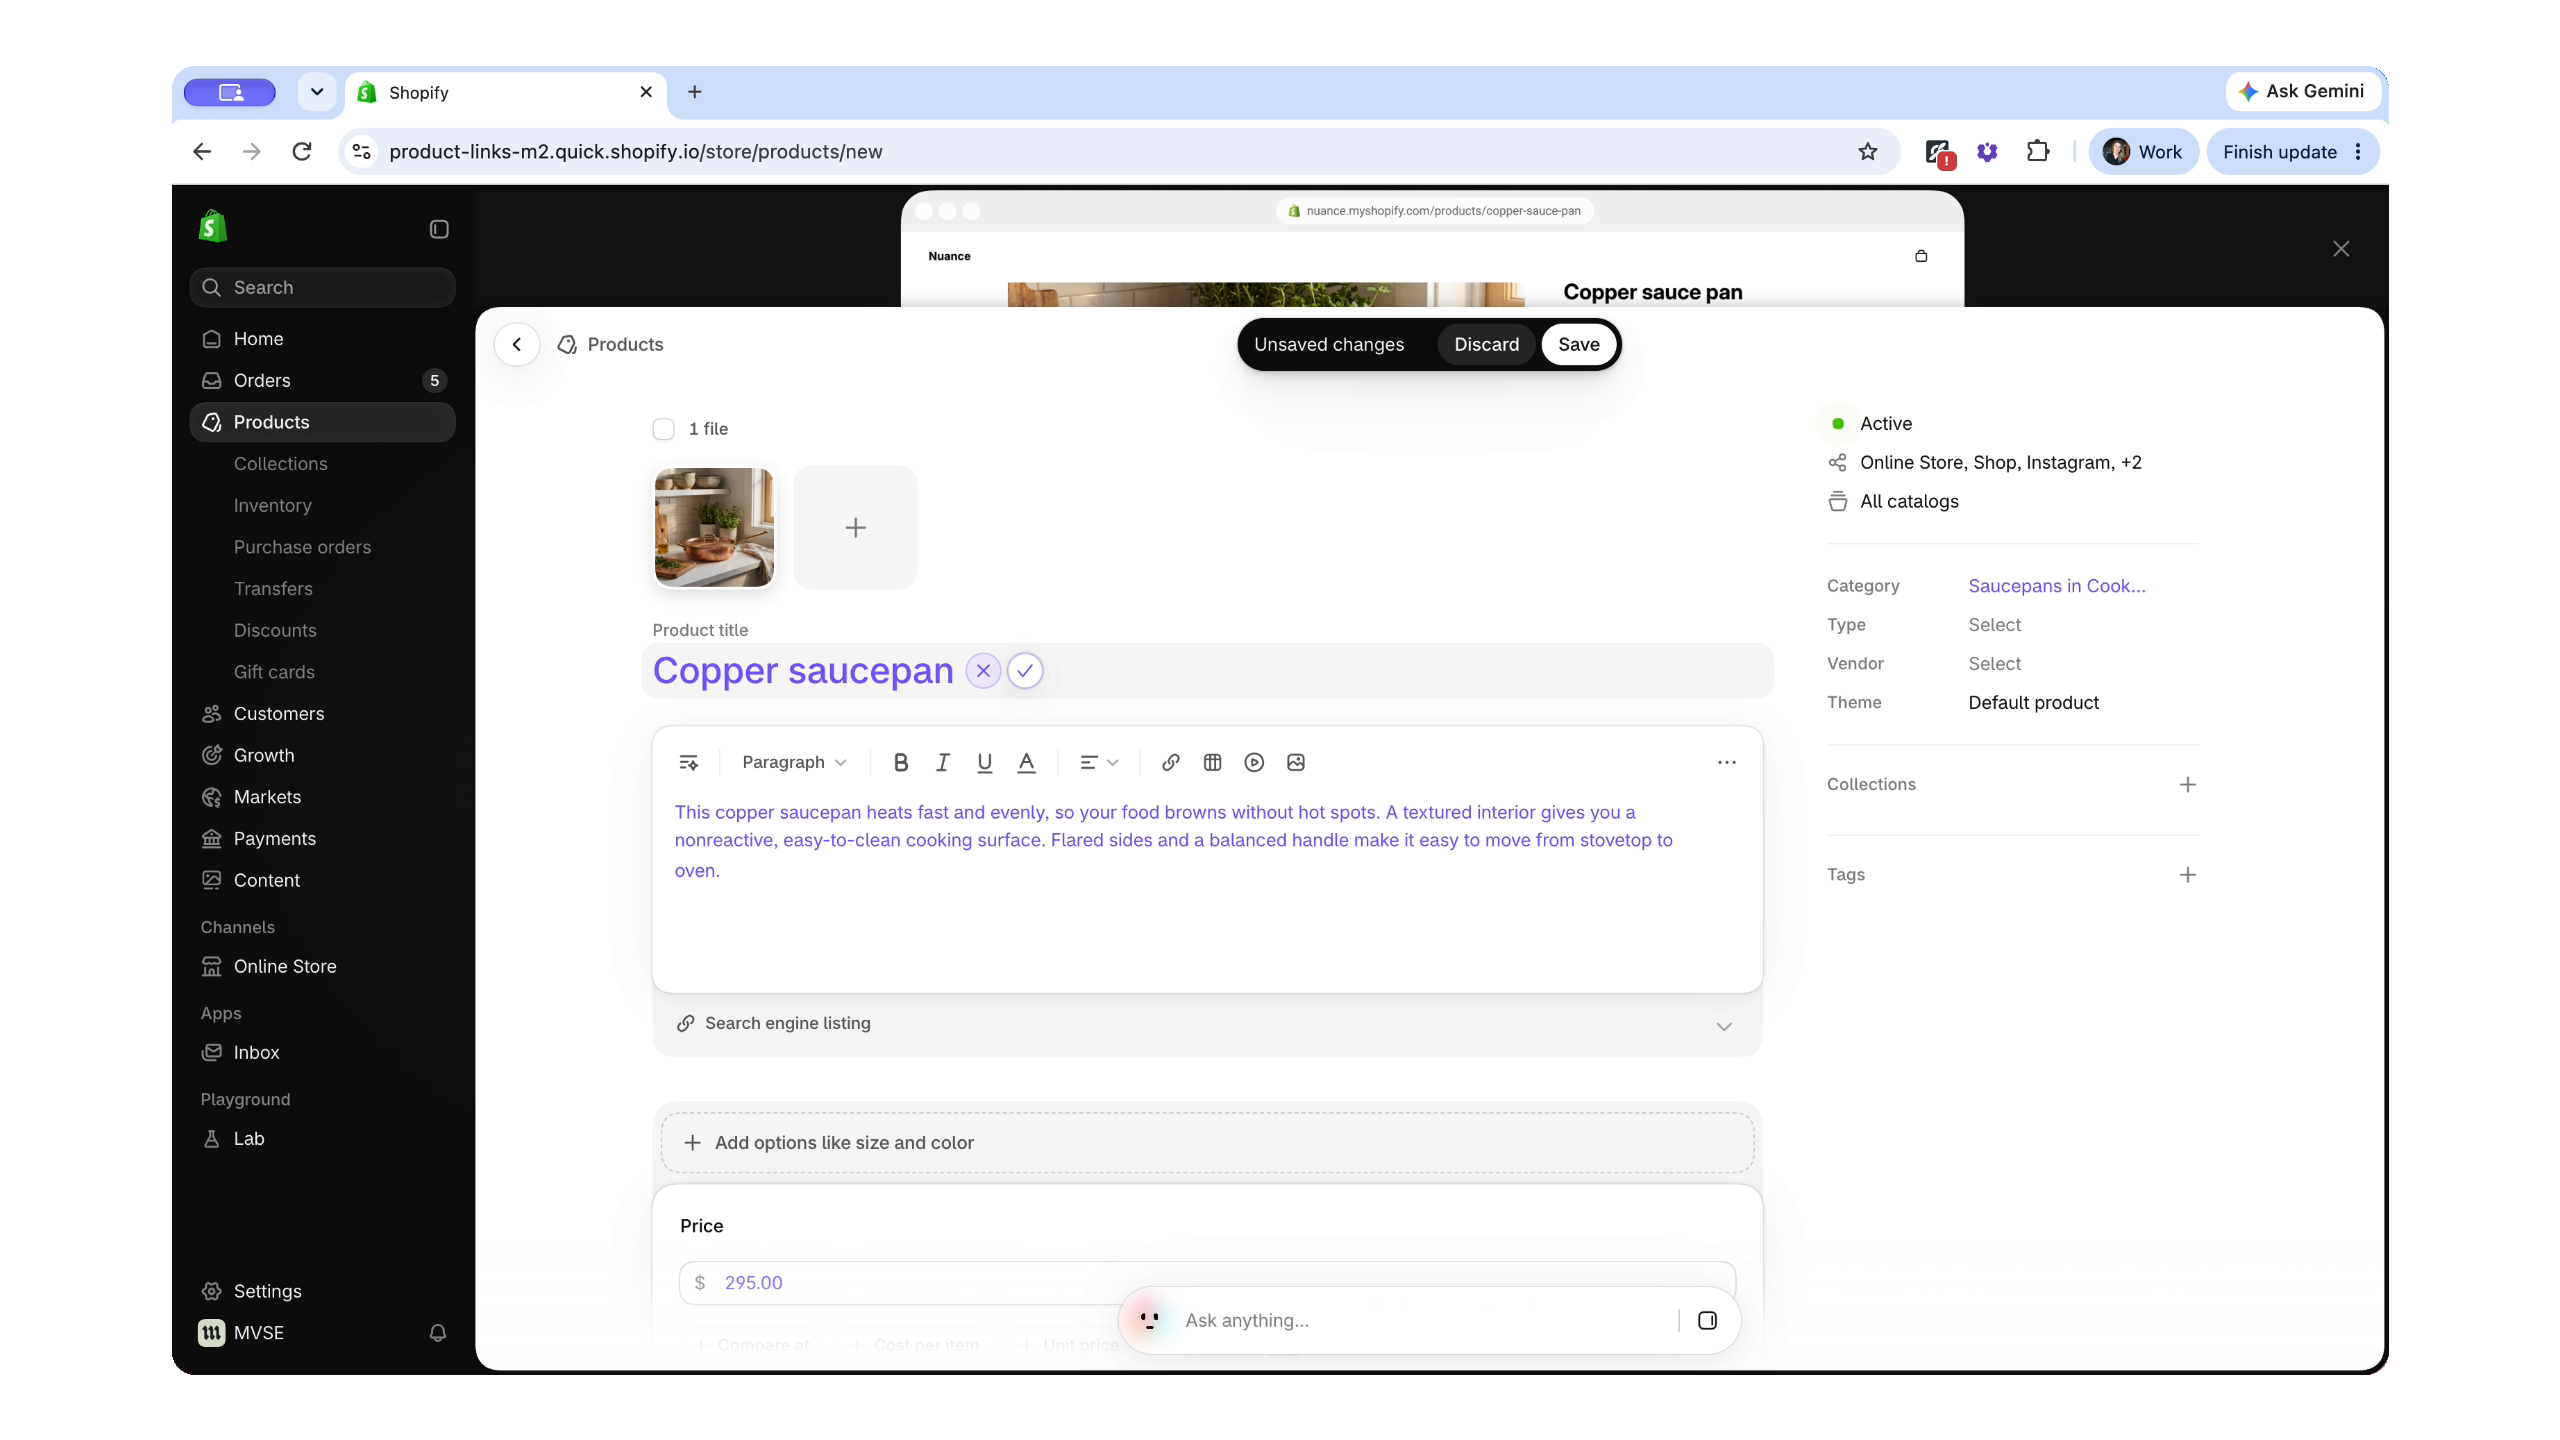 Shopify
Ask Gemini
product-links-m2.quick.shopify.io/store/products/new
Work
Finish update
nuance.myshopify.com/products/copper-sauce-pan
Nuance
Copper sauce pan
Search
Home
Orders
5
Products
Collections
Inventory
Purchase orders
Transfers
Discounts
Gift cards
Customers
Growth
Markets
Payments
Content
Channels
Online Store
Apps
Inbox
Playground
Lab
Settings
MVSE
Products
Unsaved changes
Discard
Save
1 file
Product title
Copper saucepan
Paragraph
B I U A
This copper saucepan heats fast and evenly, so your food browns without hot spots. A textured interior gives you a
nonreactive, easy-to-clean cooking surface. Flared sides and a balanced handle make it easy to move from stovetop to
oven.
Search engine listing
Add options like size and color
Price
$ 295.00
Compare at
Cost per item
Unit price
Ask anything...
Active
Online Store, Shop, Instagram, +2
All catalogs
Category Saucepans in Cook...
Type Select
Vendor Select
Theme Default product
Collections
Tags